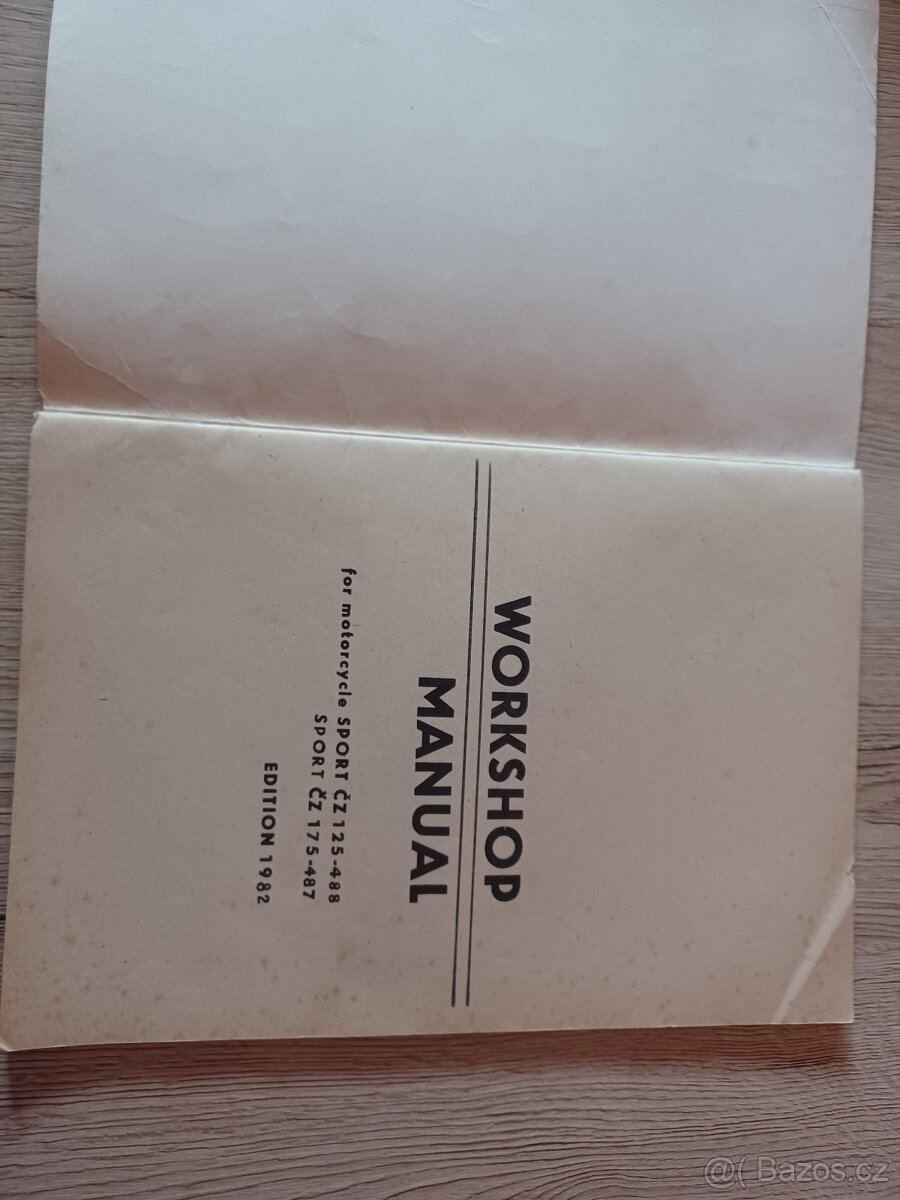 WORKSHOP
MANUAL
for motorcycle SPORT ČZ 125-488
SPORT ČZ 175-487
EDITION 1982
@( Bazos.cz